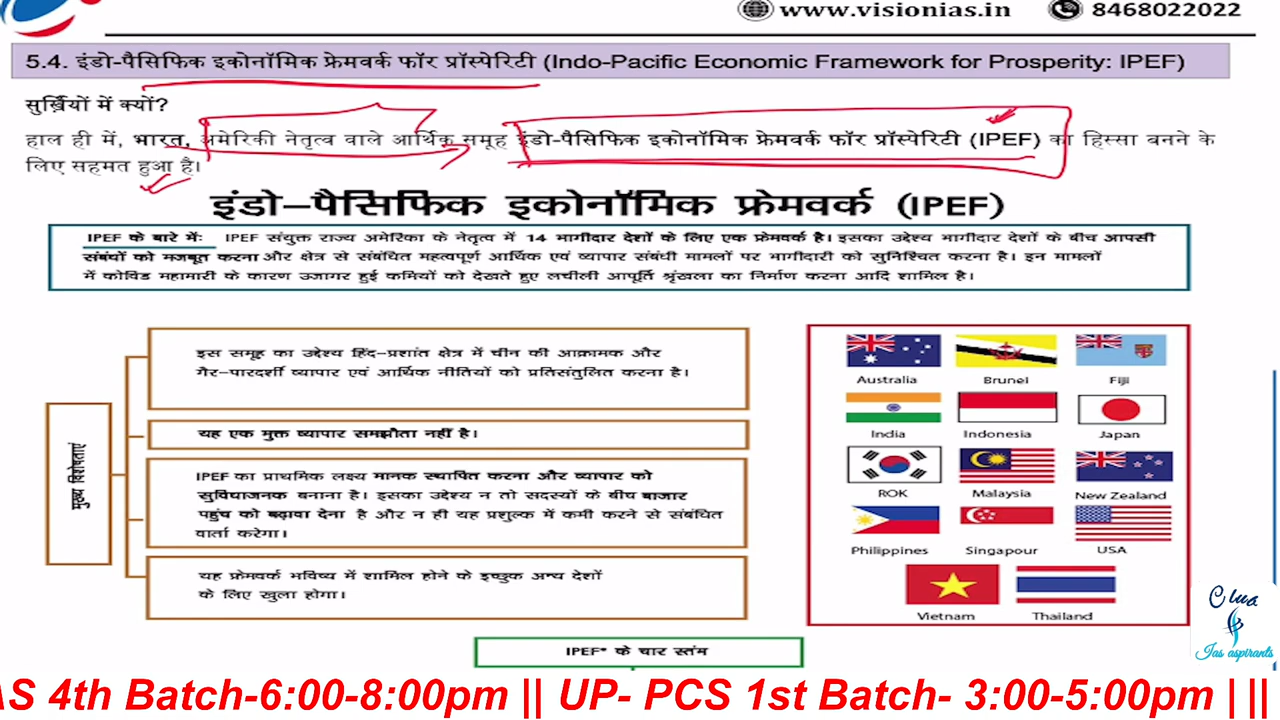 www.visionias.in 8468022022
5.4. इंडो-पैसिफिक इकोनॉमिक फ्रेमवर्क फॉर प्रॉस्पेरिटी (Indo-Pacific Economic Framework for Prosperity: IPEF)
सुर्ख़ियों में क्यों?
हाल ही में, भारत, अमेरिकी नेतृत्व वाले आर्थिक समूह इंडो-पैसिफिक इकोनॉमिक फ्रेमवर्क फॉर प्रॉस्पेरिटी (IPEF) का हिस्सा बनने के
लिए सहमत हुआ है।
इंडो-पैसिफिक इकोनॉमिक फ्रेमवर्क (IPEF)
IPEF के बारे में: IPEF संयुक्त राज्य अमेरिका के नेतृत्व में 14 भागीदार देशों के लिए एक फ्रेमवर्क है। इसका उद्देश्य भागीदार देशों के बीच आपसी
संबंधों को मजबूत करना और क्षेत्र से संबंधित महत्वपूर्ण आर्थिक एवं व्यापार संबंधी मामलों पर भागीदारी को सुनिश्चित करना है। इन मामलों
में कोविड महामारी के कारण उजागर हुई कमियों को देखते हुए लचीली आपूर्ति श्रृंखला का निर्माण करना आदि शामिल है।
मुख्य विशेषताएं
इस समूह का उद्देश्य हिंद-प्रशांत क्षेत्र में चीन की आक्रामक और
गैर-पारदर्शी व्यापार एवं आर्थिक नीतियों को प्रतिसंतुलित करना है।
यह एक मुक्त व्यापार समझौता नहीं है।
IPEF का प्राथमिक लक्ष्य मानक स्थापित करना और व्यापार को
सुविधाजनक बनाना है। इसका उद्देश्य न तो सदस्यों के बीच बाजार
पहुंच को बढ़ावा देना है और न ही यह प्रशुल्क में कमी करने से संबंधित
वार्ता करेगा।
यह फ्रेमवर्क भविष्य में शामिल होने के इच्छुक अन्य देशों
के लिए खुला होगा।
Australia Brunei Fiji
India Indonesia Japan
ROK Malaysia New Zealand
Philippines Singapour USA
Vietnam Thailand
IPEF* के चार स्तंभ
Ias aspirants
AS 4th Batch-6:00-8:00pm || UP- PCS 1st Batch- 3:00-5:00pm | ||